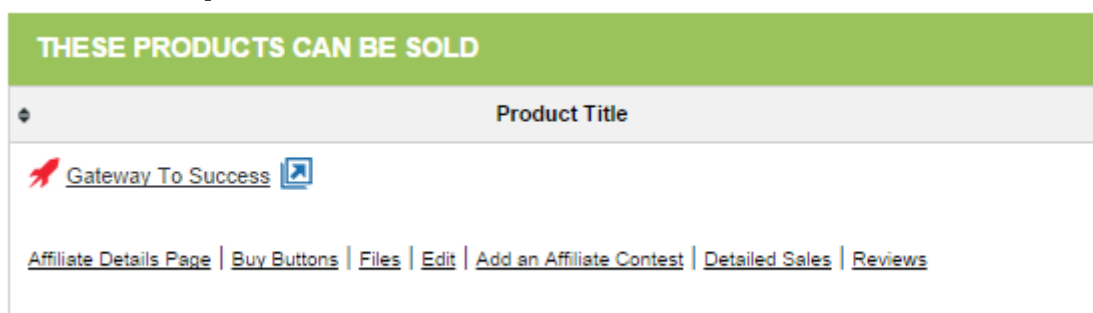 THESE PRODUCTS CAN BE SOLD
Product Title
Gateway To Success
Affiliate Details Page | Buy Buttons | Files | Edit | Add an Affiliate Contest | Detailed Sales | Reviews